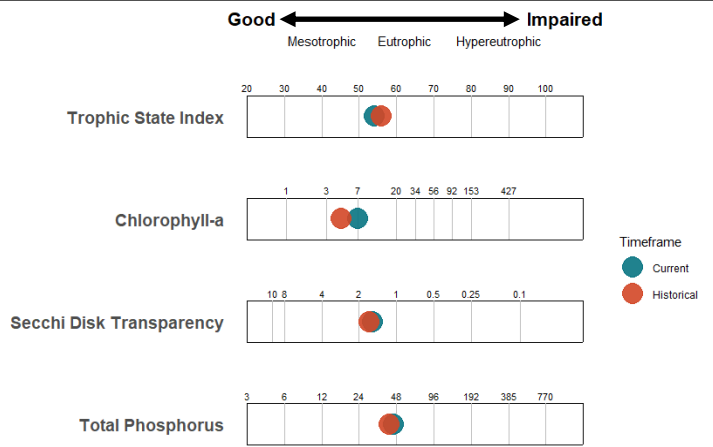 Good Impaired
Mesotrophic Eutrophic Hypereutrophic
20 30 40 50 60 70 80 90 100
Trophic State Index
1 3 7 20 34 56 92 153 427
Chlorophyll-a
Timeframe
Current
Historical
10 8 4 2 1 0.5 0.25 0.1
Secchi Disk Transparency
3 6 12 24 48 96 192 385 770
Total Phosphorus